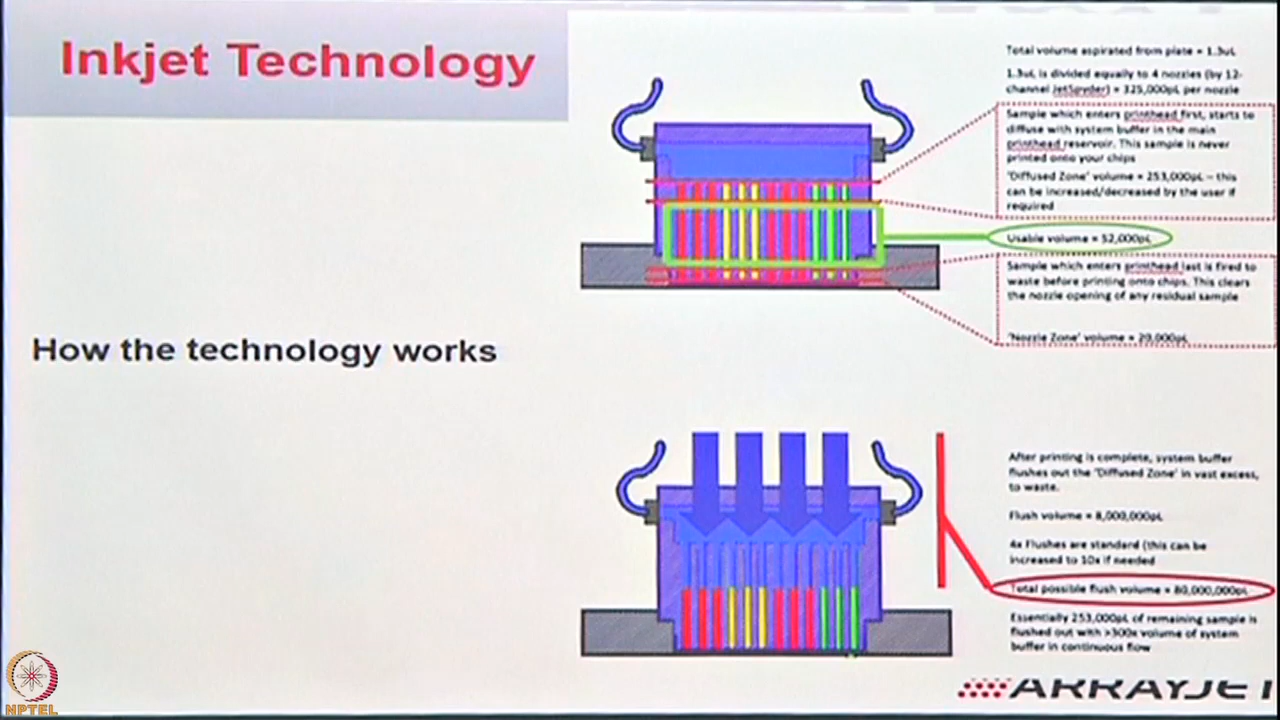 Inkjet Technology
How the technology works
Total volume aspirated from plate = 1.3uL
1.3uL is divided equally to 4 nozzles (by 12-
channel JetSpyder) = 325,000pL per nozzle
Sample which enters printhead first, starts to
diffuse with system buffer in the main
printhead reservoir. This sample is never
printed onto your chips
'Diffused Zone' volume = 253,000pL – this
can be increased/decreased by the user if
required
Usable volume = 52,000pL
Sample which enters printhead last is fired to
waste before printing onto chips. This clears
the nozzle opening of any residual sample
'Nozzle Zone' volume = 20,000pL
After printing is complete, system buffer
flushes out the 'Diffused Zone' in vast excess,
to waste.
Flush volume = 8,000,000pL
4x Flushes are standard (this can be
increased to 10x if needed
Total possible flush volume = 80,000,000pL
Essentially 253,000pL of remaining sample is
flushed out with >300x volume of system
buffer in continuous flow
ARRAYJET
NPTEL